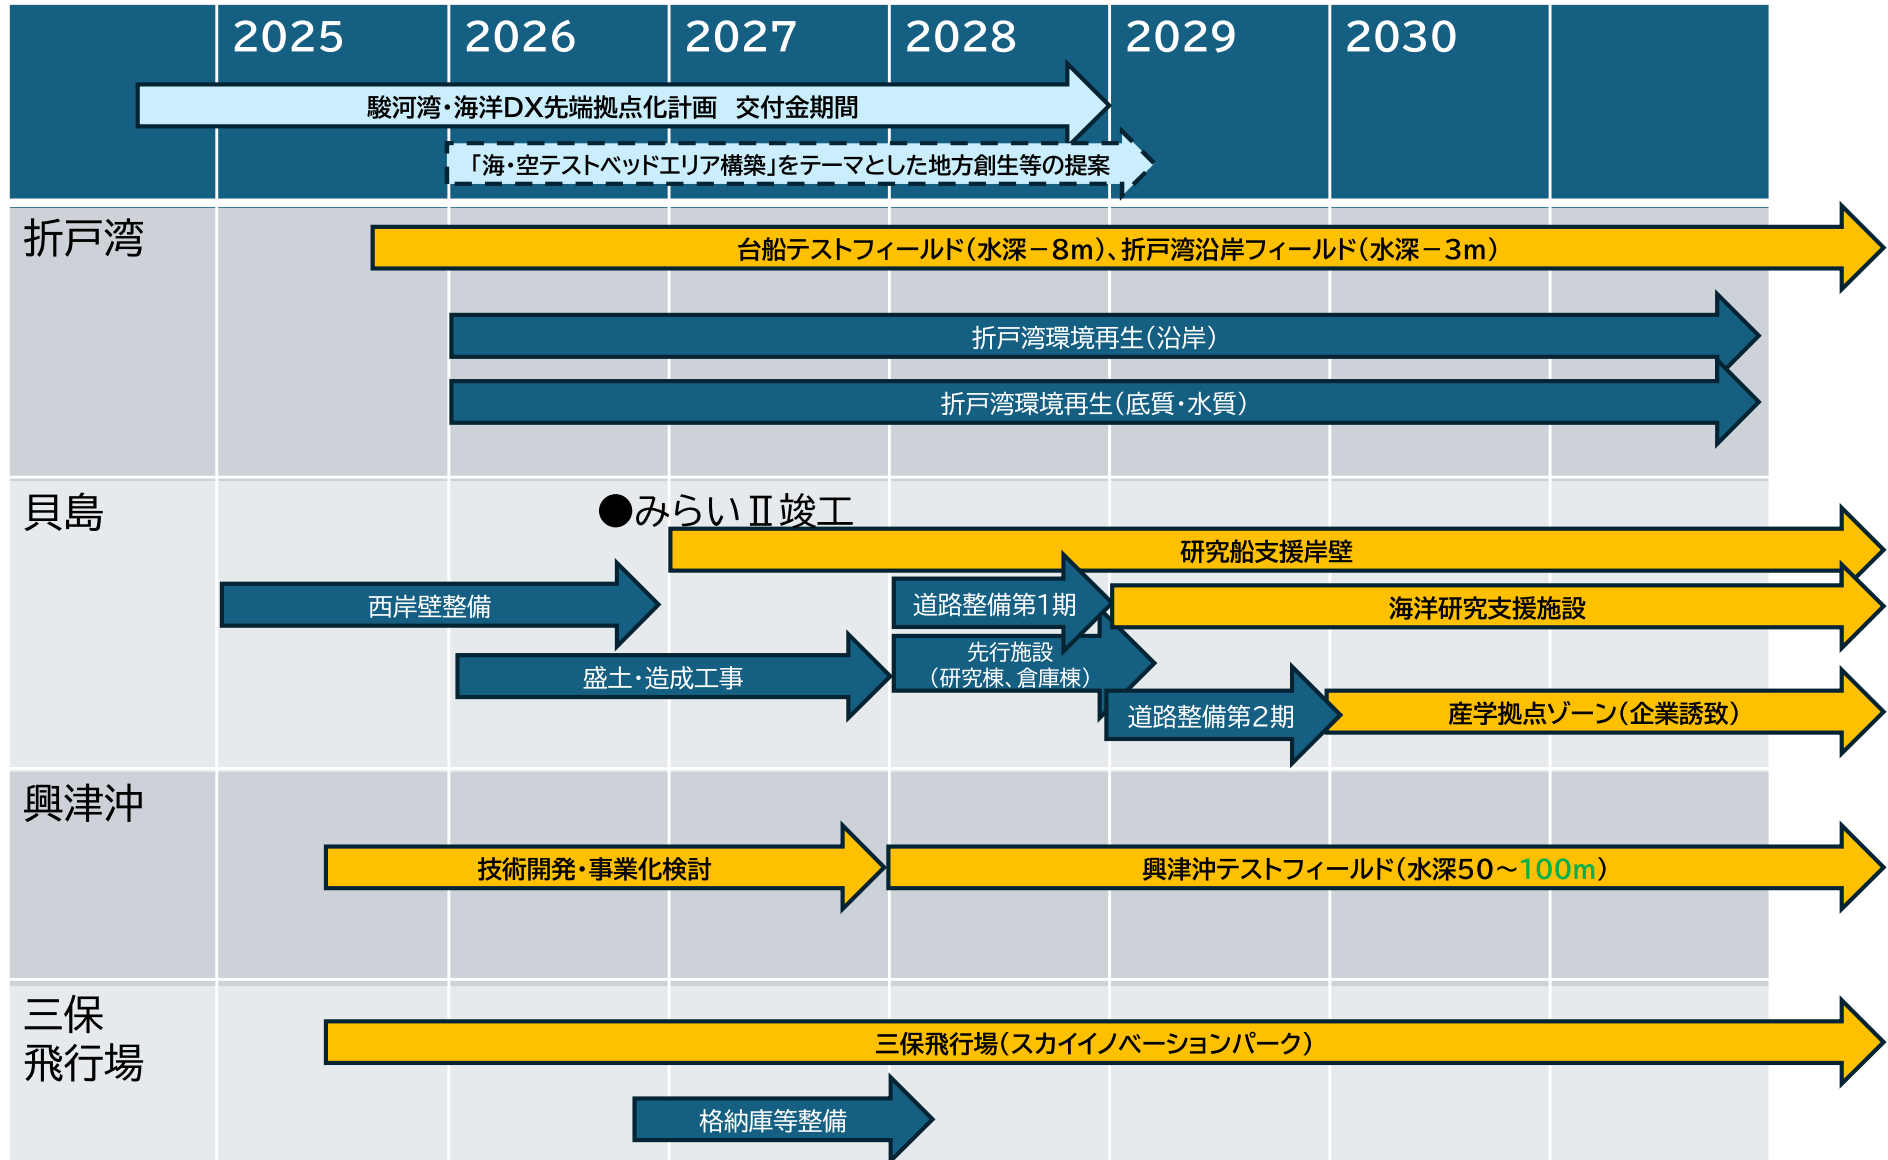 2025 2026 2027 2028 2029 2030
駿河湾・海洋DX先端拠点化計画　交付金期間
「海・空テストベッドエリア構築」をテーマとした地方創生等の提案
折戸湾
台船テストフィールド（水深－8m）、折戸湾沿岸フィールド（水深－3m）
折戸湾環境再生（沿岸）
折戸湾環境再生（底質・水質）
貝島
●みらいⅡ竣工
研究船支援岸壁
西岸壁整備
道路整備第1期
海洋研究支援施設
盛土・造成工事
先行施設
（研究棟、倉庫棟）
道路整備第2期
産学拠点ゾーン（企業誘致）
興津沖
技術開発・事業化検討
興津沖テストフィールド（水深50～100m）
三保
飛行場
三保飛行場（スカイイノベーションパーク）
格納庫等整備